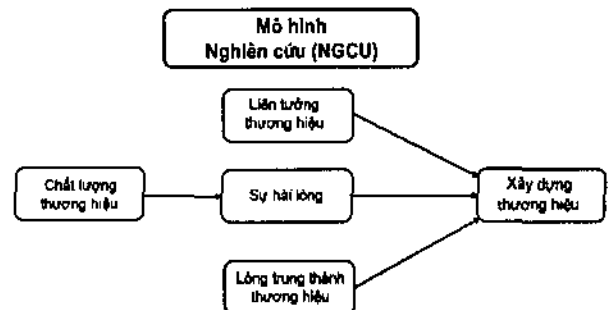 Mô hình
Nghiên cứu (NGCU)
Liên tưởng
thương hiệu
Chất lượng
thương hiệu
Sự hài lòng
Xây dựng
thương hiệu
Lòng trung thành
thương hiệu